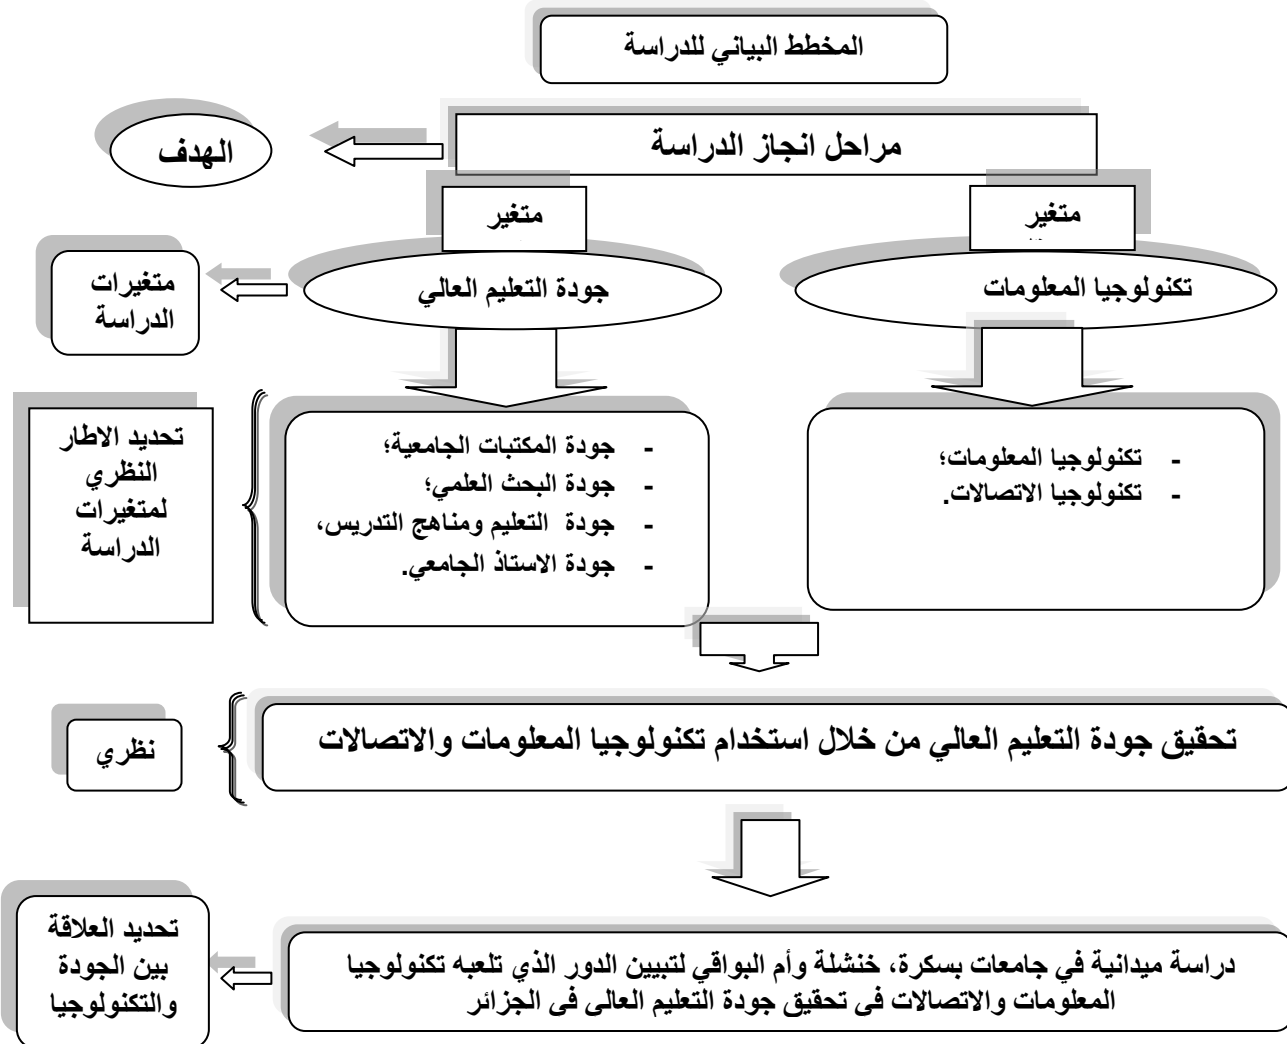 المخطط البياني للدراسة
مراحل انجاز الدراسة
الهدف
متغير
متغير
تكنولوجيا المعلومات
جودة التعليم العالي
متغيرات
الدراسة
- تكنولوجيا المعلومات؛
- تكنولوجيا الاتصالات.
- جودة المكتبات الجامعية؛
- جودة البحث العلمي؛
- جودة التعليم ومناهج التدريس،
- جودة الاستاذ الجامعي.
تحديد الاطار
النظري
لمتغيرات
الدراسة
تحقيق جودة التعليم العالي من خلال استخدام تكنولوجيا المعلومات والاتصالات
نظري
دراسة ميدانية في جامعات بسكرة، خنشلة وأم البواقي لتبيين الدور الذي تلعبه تكنولوجيا
المعلومات والاتصالات في تحقيق جودة التعليم العالي في الجزائر
تحديد العلاقة
بين الجودة
والتكنولوجيا